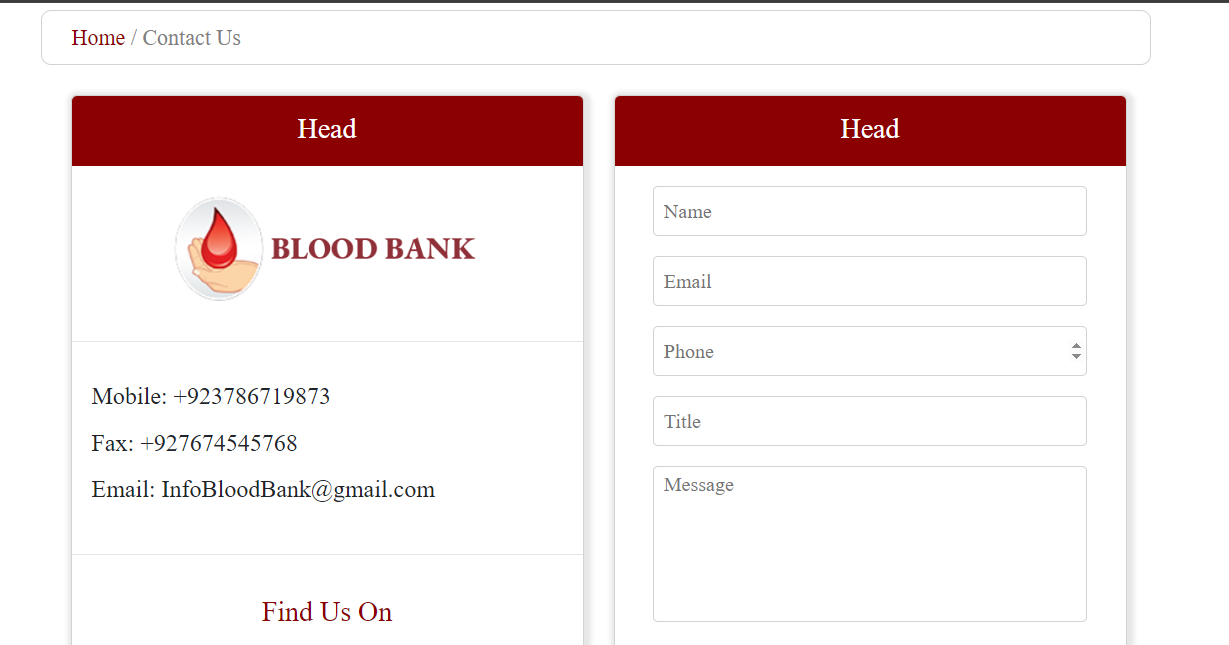 Home / Contact Us
Head
BLOOD BANK
Mobile: +923786719873
Fax: +927674545768
Email: InfoBloodBank@gmail.com
Find Us On
Head
Name
Email
Phone
Title
Message